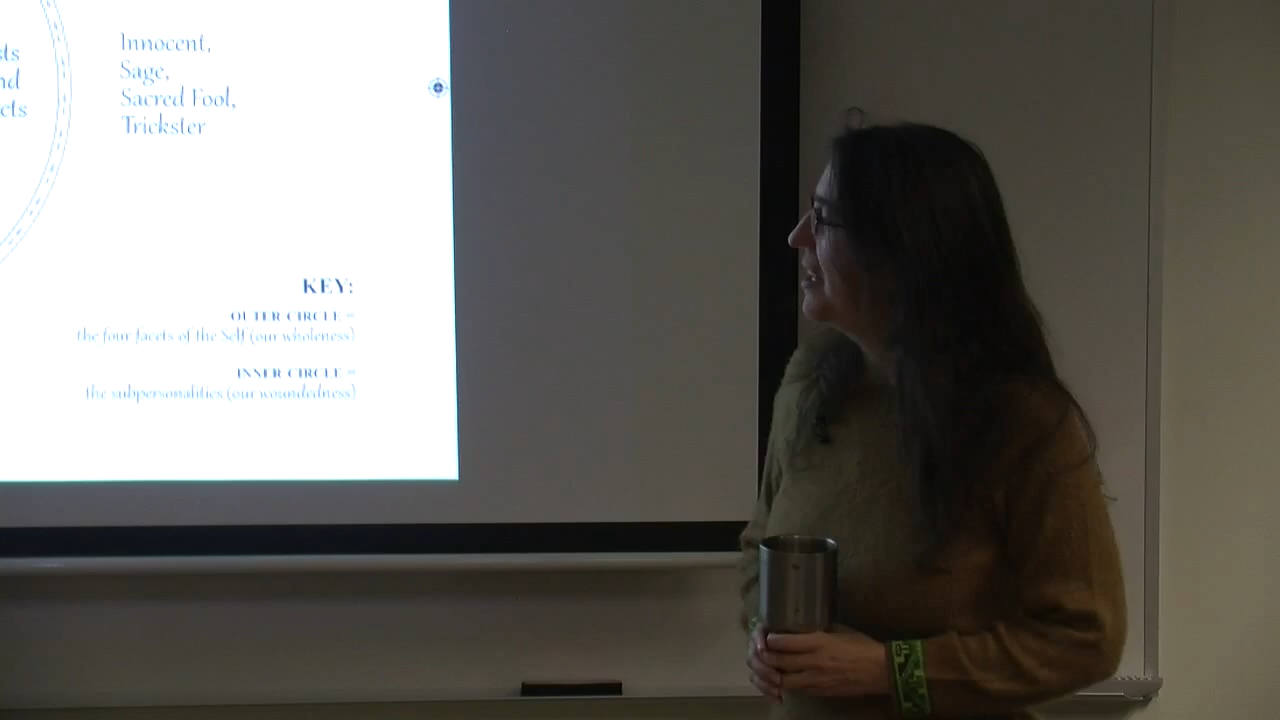 Innocent,
Sage,
Sacred Fool,
Trickster
nd
cts
KEY:
OUTER CIRCLE =
the four facets of the Self (our wholeness)
INNER CIRCLE =
the subpersonalities (our woundedness)